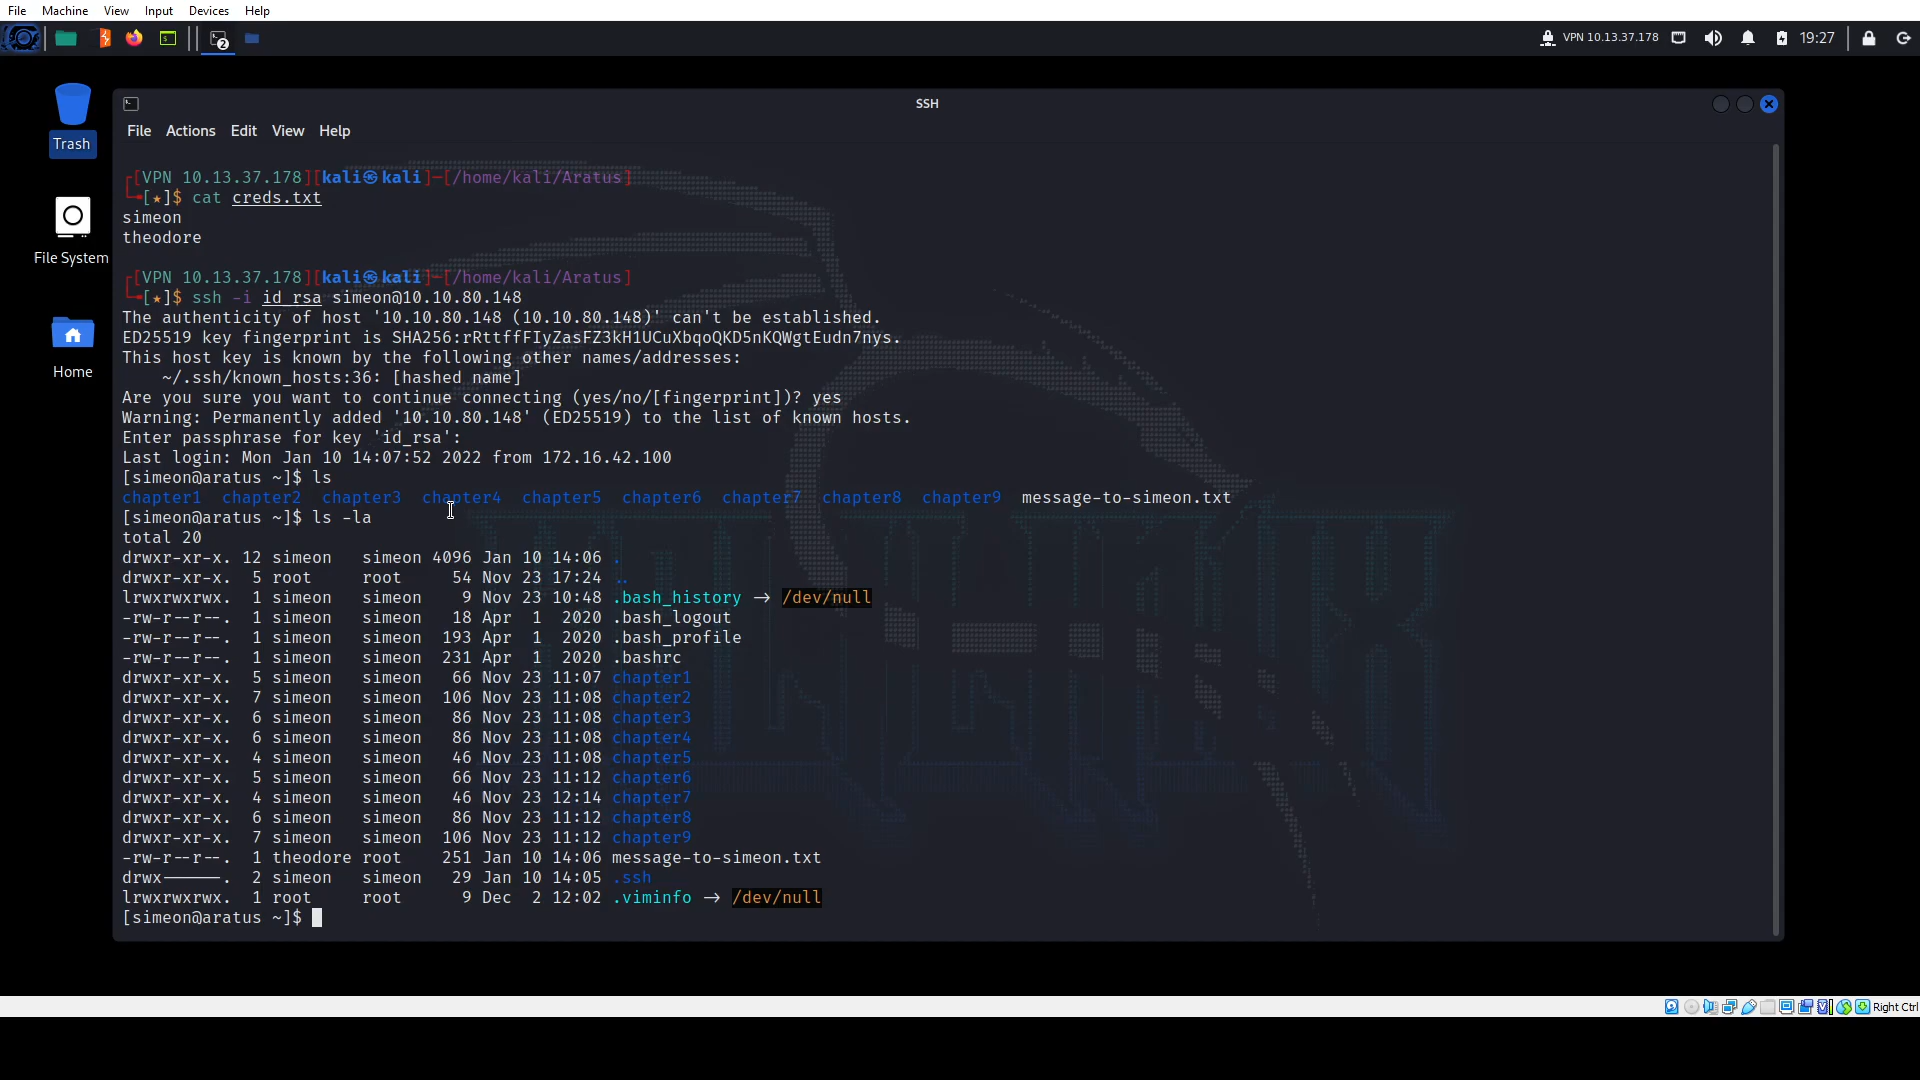 File Machine View Input Devices Help
2 VPN 10.13.37.178 19:27
Trash
File System
Home
SSH
File Actions Edit View Help
┌[VPN 10.13.37.178][kali㉿kali]-[/home/kali/Aratus]
└─[★]$ cat creds.txt
simeon
theodore
┌[VPN 10.13.37.178][kali㉿kali]-[/home/kali/Aratus]
└─[★]$ ssh -i id_rsa simeon@10.10.80.148
The authenticity of host '10.10.80.148 (10.10.80.148)' can't be established.
ED25519 key fingerprint is SHA256:rRttffFIyZasFZ3kH1UCuXbqoQKD5nKQWgtEudn7nys.
This host key is known by the following other names/addresses:
~/.ssh/known_hosts:36: [hashed name]
Are you sure you want to continue connecting (yes/no/[fingerprint])? yes
Warning: Permanently added '10.10.80.148' (ED25519) to the list of known hosts.
Enter passphrase for key 'id_rsa':
Last login: Mon Jan 10 14:07:52 2022 from 172.16.42.100
[simeon@aratus ~]$ ls
chapter1 chapter2 chapter3 chapter4 chapter5 chapter6 chapter7 chapter8 chapter9 message-to-simeon.txt
[simeon@aratus ~]$ ls -la
total 20
drwxr-xr-x. 12 simeon simeon 4096 Jan 10 14:06 .
drwxr-xr-x. 5 root root 54 Nov 23 17:24 ..
lrwxrwxrwx. 1 simeon simeon 9 Nov 23 10:48 .bash_history → /dev/null
-rw-r--r--. 1 simeon simeon 18 Apr 1 2020 .bash_logout
-rw-r--r--. 1 simeon simeon 193 Apr 1 2020 .bash_profile
-rw-r--r--. 1 simeon simeon 231 Apr 1 2020 .bashrc
drwxr-xr-x. 5 simeon simeon 66 Nov 23 11:07 chapter1
drwxr-xr-x. 7 simeon simeon 106 Nov 23 11:08 chapter2
drwxr-xr-x. 6 simeon simeon 86 Nov 23 11:08 chapter3
drwxr-xr-x. 6 simeon simeon 86 Nov 23 11:08 chapter4
drwxr-xr-x. 4 simeon simeon 46 Nov 23 11:08 chapter5
drwxr-xr-x. 5 simeon simeon 66 Nov 23 11:12 chapter6
drwxr-xr-x. 4 simeon simeon 46 Nov 23 12:14 chapter7
drwxr-xr-x. 6 simeon simeon 86 Nov 23 11:12 chapter8
drwxr-xr-x. 7 simeon simeon 106 Nov 23 11:12 chapter9
-rw-r--r--. 1 theodore root 251 Jan 10 14:06 message-to-simeon.txt
drwx------. 2 simeon simeon 29 Jan 10 14:05 .ssh
lrwxrwxrwx. 1 root root 9 Dec 2 12:02 .viminfo → /dev/null
[simeon@aratus ~]$
Right Ctrl